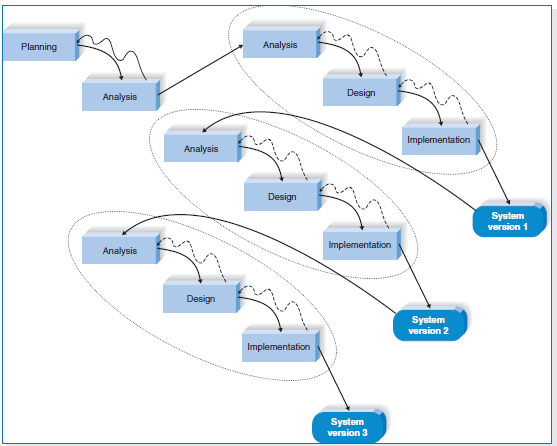 Planning
Analysis
Analysis
Design
Implementation
System
version 1
Analysis
Design
Implementation
System
version 2
Analysis
Design
Implementation
System
version 3